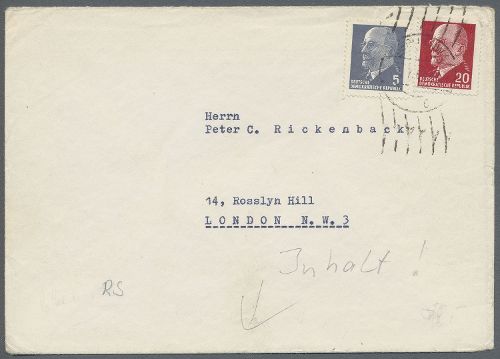 5
DEUTSCHE
DEMOKRATISCHE REPUBLIK
20
DEUTSCHE
DEMOKRATISCHE REPUBLIK
Herrn
Peter C. Rickenback
14, Rosslyn Hill
LONDON N.W.3
Inhalt!
RS